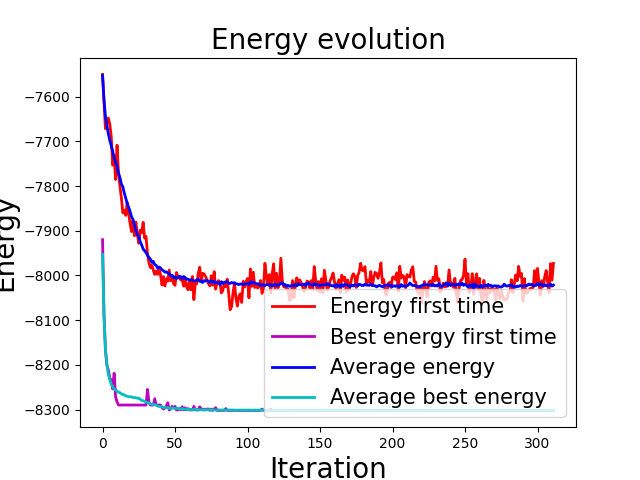 Energy evolution
Energy
−7600
−7700
−7800
−7900
−8000
−8100
−8200
−8300
Energy first time
Best energy first time
Average energy
Average best energy
0 50 100 150 200 250 300
Iteration